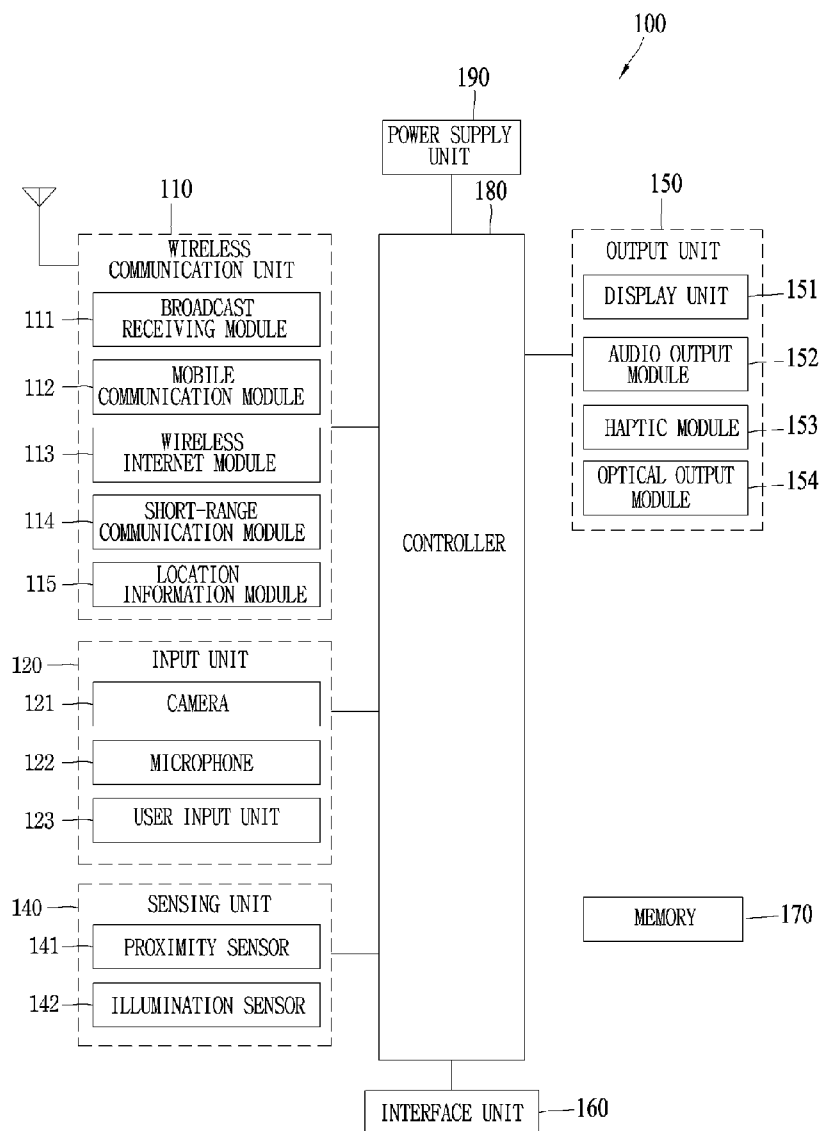 100
190
POWER SUPPLY
UNIT
110
180
150
WIRELESS
COMMUNICATION UNIT
111
BROADCAST
RECEIVING MODULE
112
MOBILE
COMMUNICATION MODULE
113
WIRELESS
INTERNET MODULE
114
SHORT-RANGE
COMMUNICATION MODULE
115
LOCATION
INFORMATION MODULE
120
INPUT UNIT
121
CAMERA
122
MICROPHONE
123
USER INPUT UNIT
140
SENSING UNIT
141
PROXIMITY SENSOR
142
ILLUMINATION SENSOR
CONTROLLER
OUTPUT UNIT
DISPLAY UNIT
151
AUDIO OUTPUT
MODULE
152
HAPTIC MODULE
153
OPTICAL OUTPUT
MODULE
154
MEMORY
170
INTERFACE UNIT
160